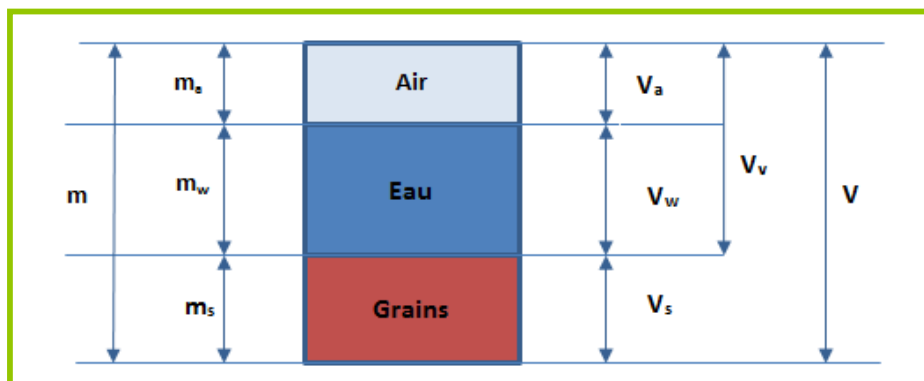 mₐ Air Vₐ
Vᵥ
m_w Eau V_w
m V
mₛ Grains Vₛ